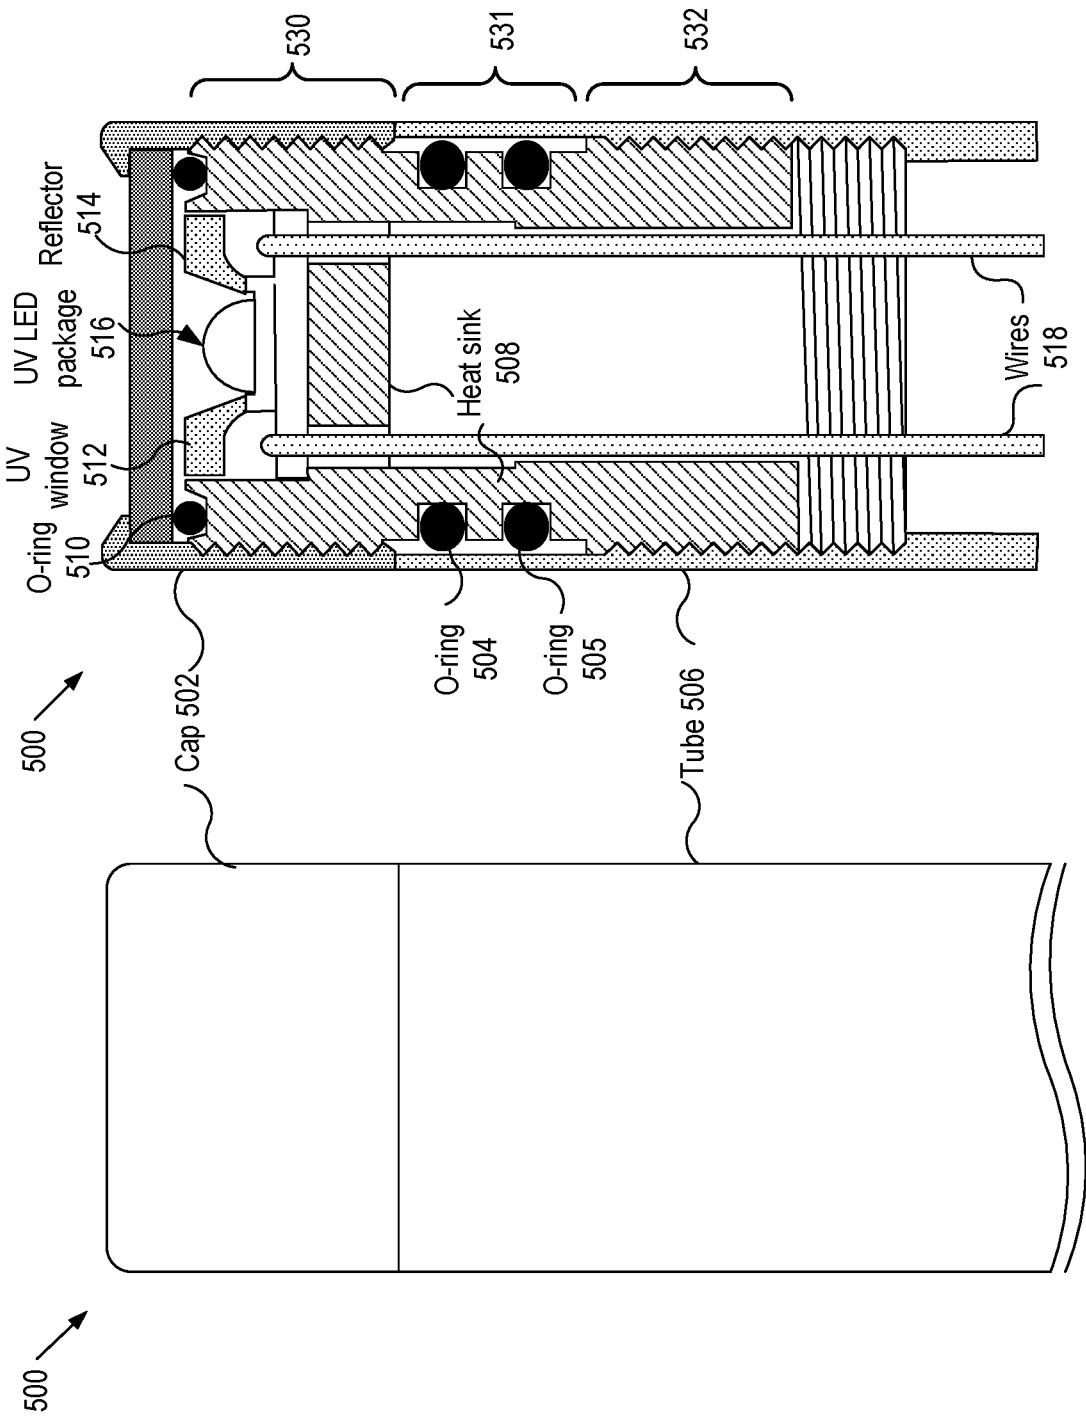 500
500
O-ring
510
UV
window
512
UV LED
package
516
Reflector
514
Cap 502
530
O-ring
504
Heat sink
508
531
O-ring
505
Tube 506
532
Wires
518